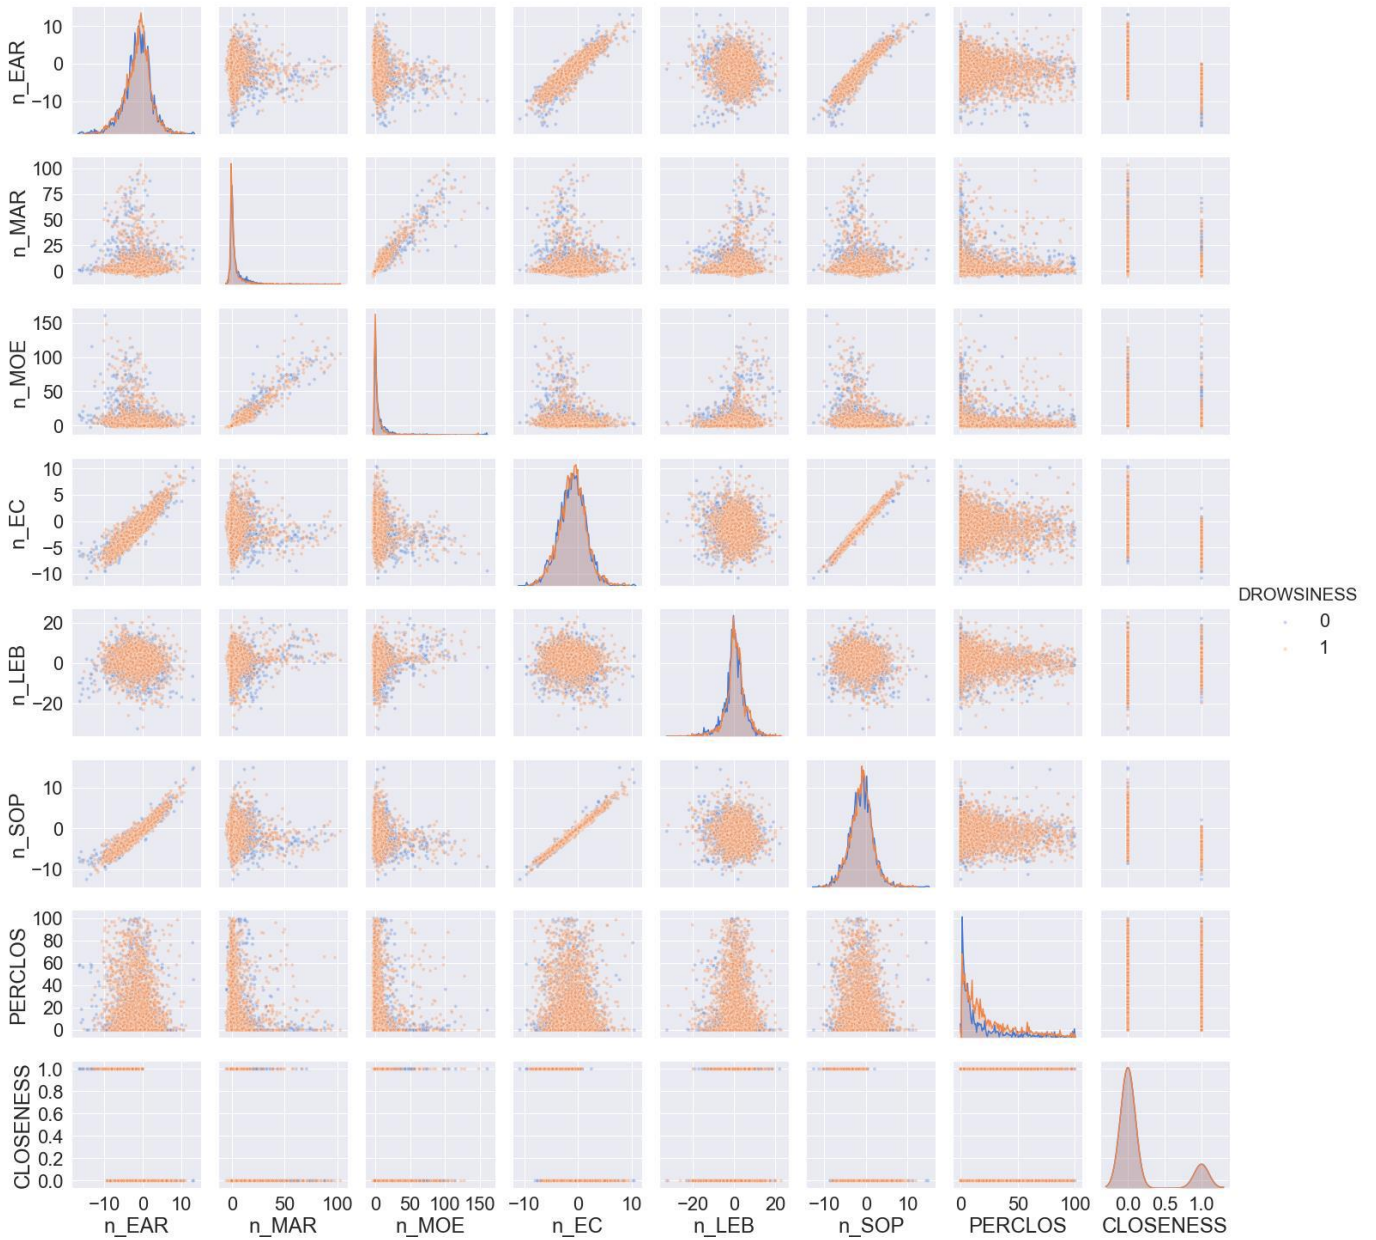 10
0
−10
n_EAR
100
75
50
25
0
n_MAR
150
100
50
0
n_MOE
10
5
0
−5
−10
n_EC
20
0
−20
n_LEB
10
0
−10
n_SOP
100
80
60
40
20
0
PERCLOS
1.0
0.8
0.6
0.4
0.2
0.0
CLOSENESS
−10 0 10
n_EAR
0 50 100
n_MAR
0 50 100 150
n_MOE
−10 0 10
n_EC
−20 0 20
n_LEB
−10 0 10
n_SOP
0 50 100
PERCLOS
0.0 0.5 1.0
CLOSENESS
DROWSINESS
0
1